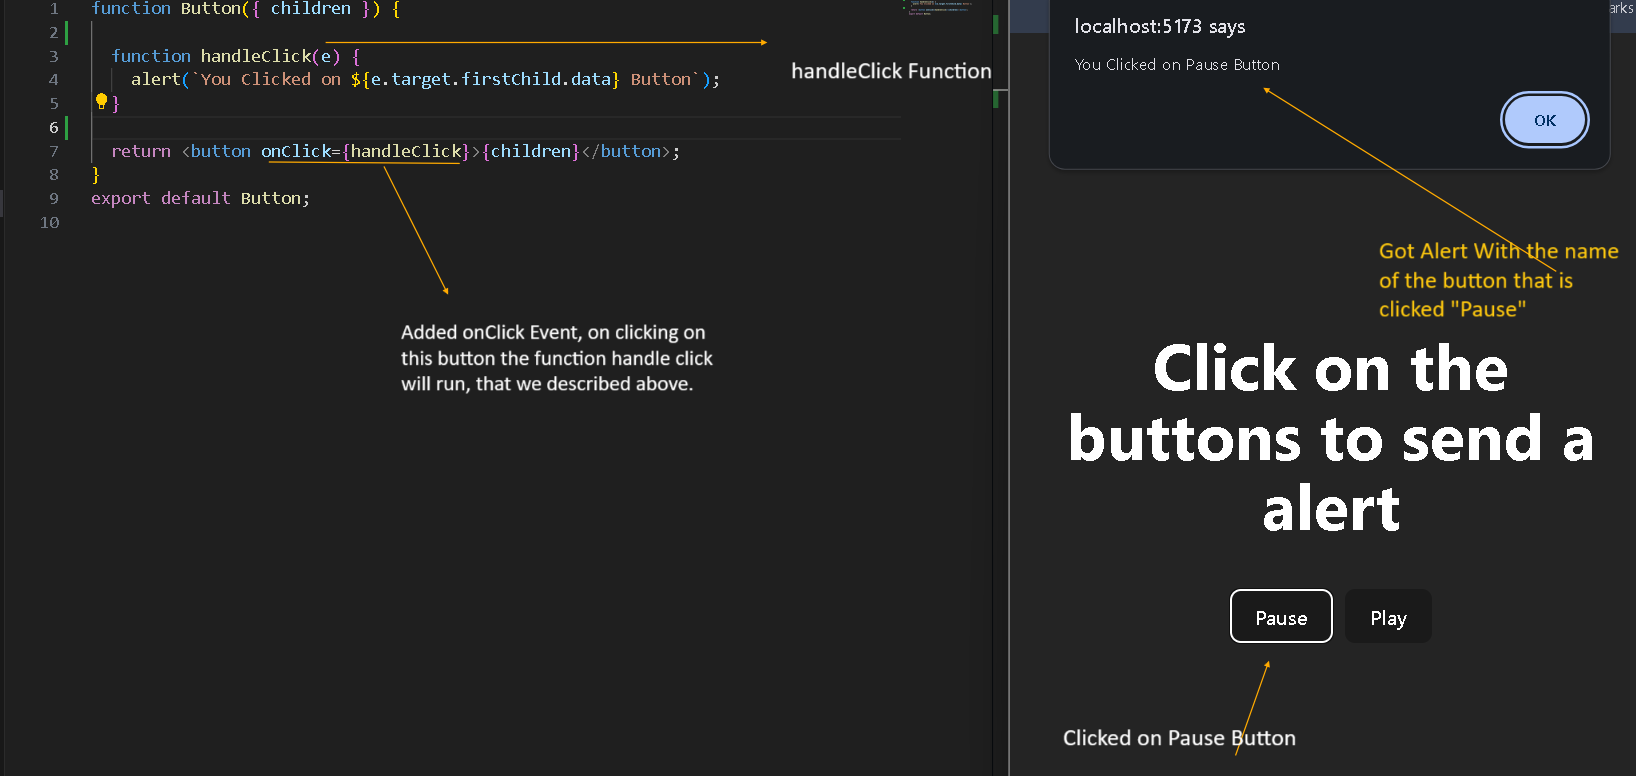 1 function Button({ children }) {
2
3 function handleClick(e) {
4 alert(`You Clicked on ${e.target.firstChild.data} Button`);
5 }
6
7 return <button onClick={handleClick}>{children}</button>;
8 }
9 export default Button;
10
handleClick Function
Added onClick Event, on clicking on
this button the function handle click
will run, that we described above.
arks
localhost:5173 says
You Clicked on Pause Button
OK
Got Alert With the name
of the button that is
clicked "Pause"
Click on the
buttons to send a
alert
Pause Play
Clicked on Pause Button